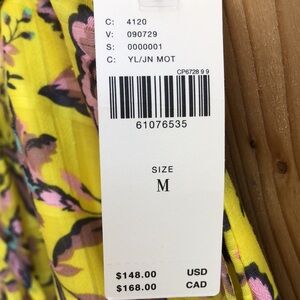 C: 4120
V: 090729
S: 0000001
C: YL/JN MOT
CP6728 9 9
61076535
SIZE
M
$148.00 USD
$168.00 CAD